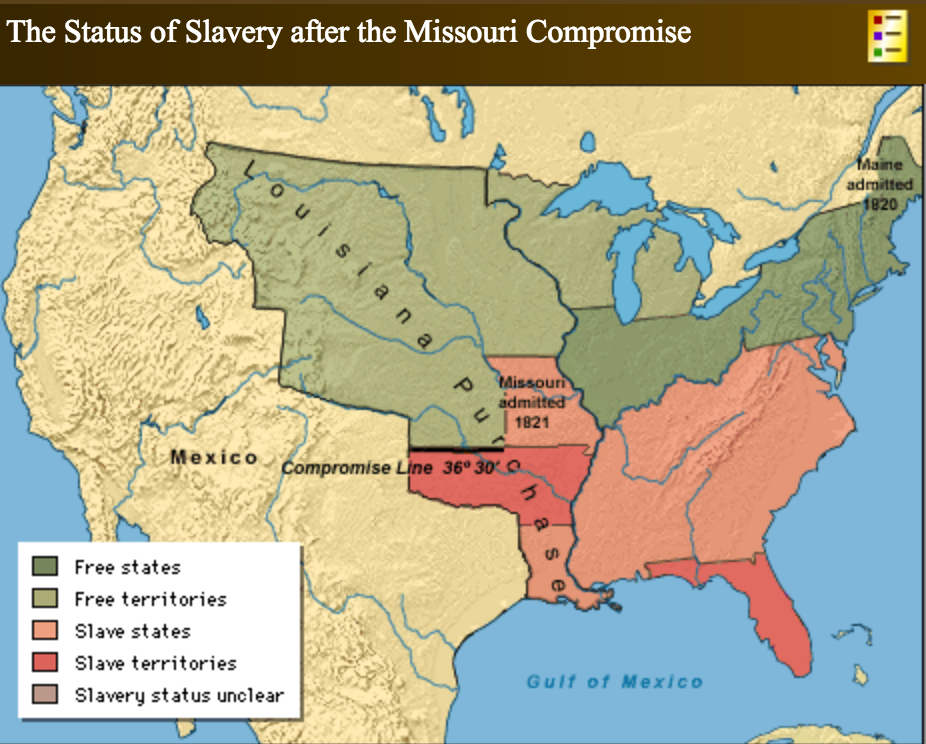 The Status of Slavery after the Missouri Compromise
Maine
admitted
1820
Louisiana Purchase
Missouri
admitted
1821
Mexico
Compromise Line 36° 30'
Free states
Free territories
Slave states
Slave territories
Slavery status unclear
Gulf of Mexico